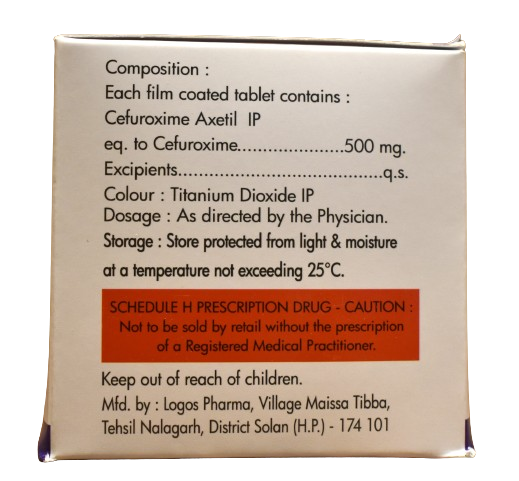 Composition :
Each film coated tablet contains :
Cefuroxime Axetil IP
eq. to Cefuroxime.....................500 mg.
Excipients........................................q.s.
Colour : Titanium Dioxide IP
Dosage : As directed by the Physician.
Storage : Store protected from light & moisture
at a temperature not exceeding 25°C.
SCHEDULE H PRESCRIPTION DRUG - CAUTION :
Not to be sold by retail without the prescription
of a Registered Medical Practitioner.
Keep out of reach of children.
Mfd. by : Logos Pharma, Village Maissa Tibba,
Tehsil Nalagarh, District Solan (H.P.) - 174 101